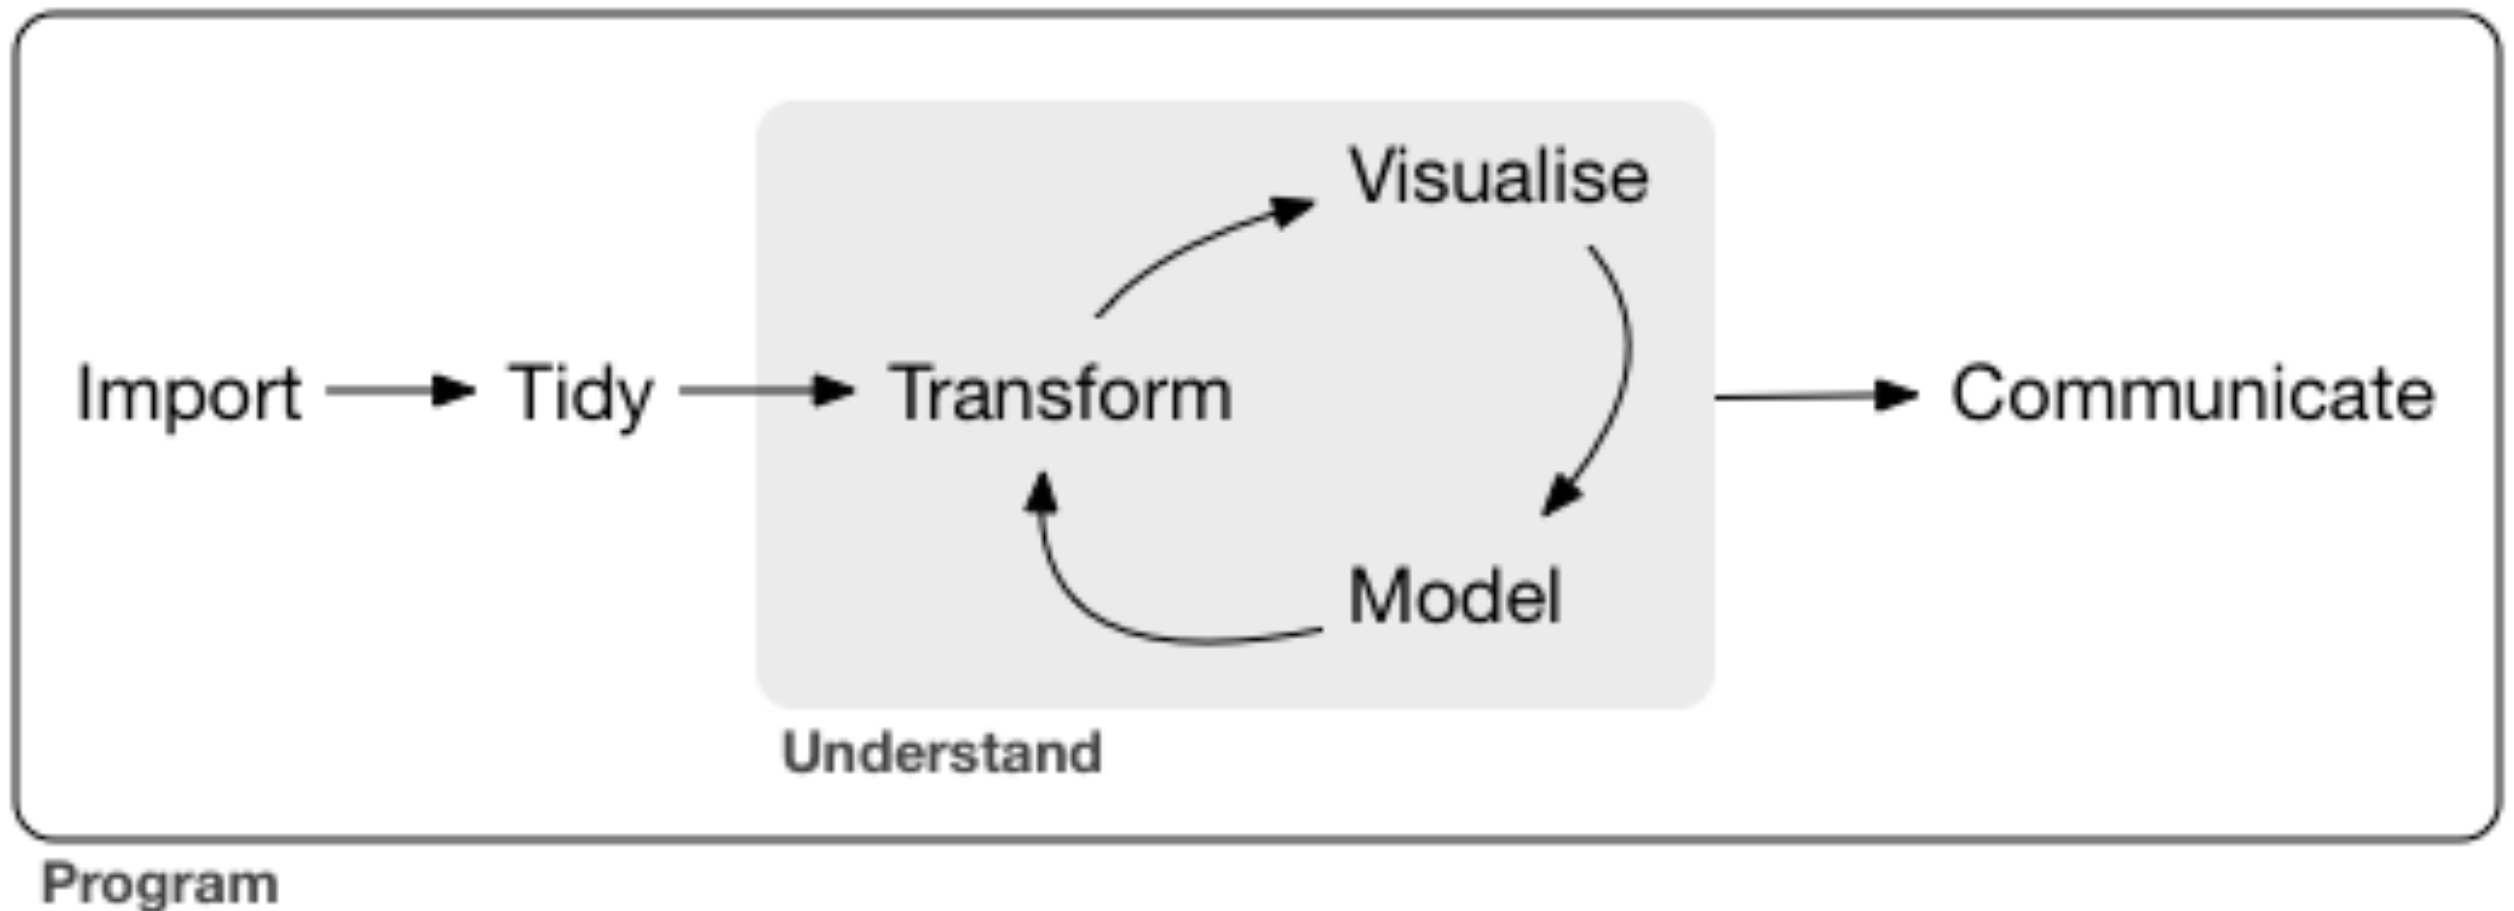 Visualise
Import Tidy Transform Communicate
Model
Understand
Program